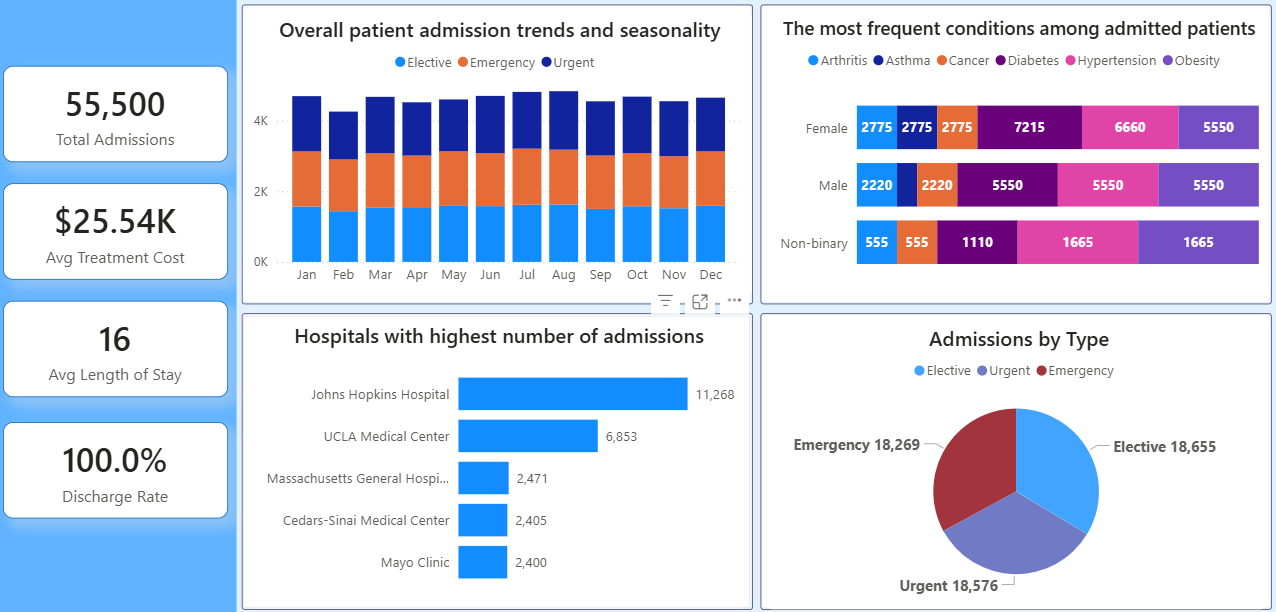 55,500
Total Admissions
$25.54K
Avg Treatment Cost
16
Avg Length of Stay
100.0%
Discharge Rate
Overall patient admission trends and seasonality
Elective Emergency Urgent
4K
2K
0K
Jan Feb Mar Apr May Jun Jul Aug Sep Oct Nov Dec
The most frequent conditions among admitted patients
Arthritis Asthma Cancer Diabetes Hypertension Obesity
Female 2775 2775 2775 7215 6660 5550
Male 2220 2220 5550 5550 5550
Non-binary 555 555 1110 1665 1665
Hospitals with highest number of admissions
Johns Hopkins Hospital 11,268
UCLA Medical Center 6,853
Massachusetts General Hospi... 2,471
Cedars-Sinai Medical Center 2,405
Mayo Clinic 2,400
Admissions by Type
Elective Urgent Emergency
Emergency 18,269
Elective 18,655
Urgent 18,576